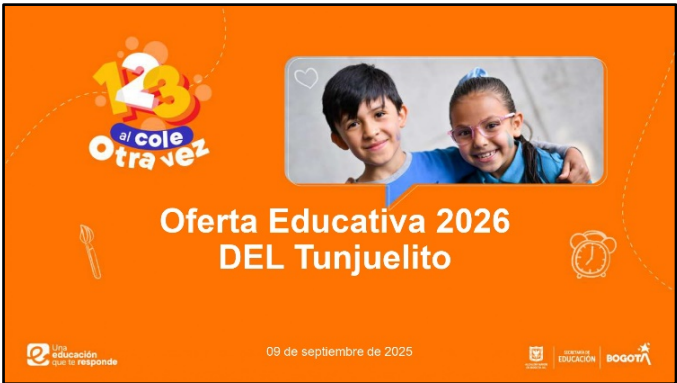 123
al cole
Otra vez
Oferta Educativa 2026
DEL Tunjuelito
Una
educación
que te responde
09 de septiembre de 2025
SECRETARÍA DE
EDUCACIÓN
BOGOTÁ